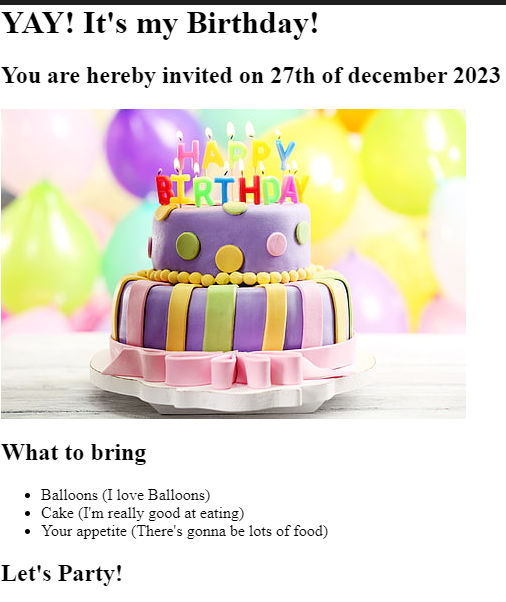 YAY! It's my Birthday!
You are hereby invited on 27th of december 2023
HAPPY
BIRTHDAY
What to bring
Balloons (I love Balloons)
Cake (I'm really good at eating)
Your appetite (There's gonna be lots of food)
Let's Party!